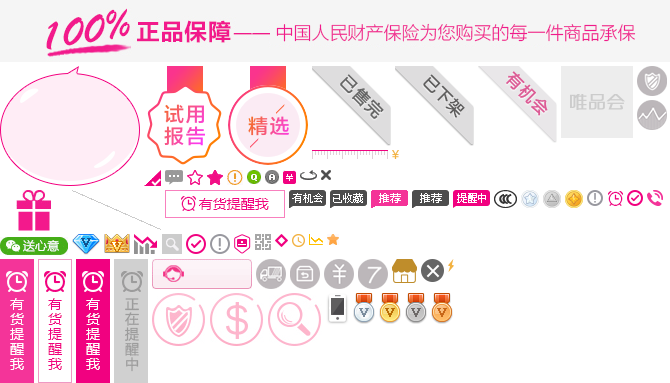 100% 正品保障 —— 中国人民财产保险为您购买的每一件商品承保
试用
报告
精选
已售完
已下架
有机会
唯品会
¥
Q
A
¥
有货提醒我
有机会
已收藏
推荐
推荐
提醒中
送心意
¥
7
有货提醒我
有货提醒我
有货提醒我
正在提醒中
$
V
V
V
V